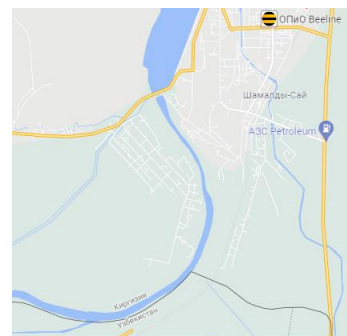 ОПиО Beeline
Шамалды-Сай
АЗС Petroleum
Киргизия
Узбекистан